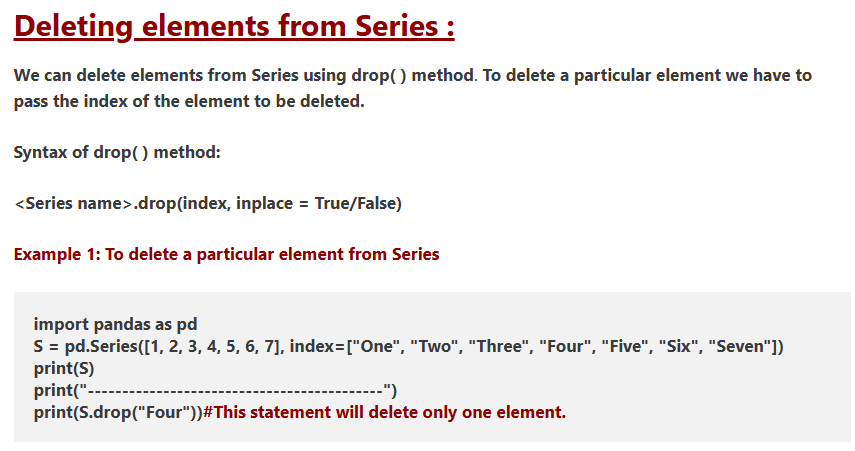 Deleting elements from Series :
We can delete elements from Series using drop( ) method. To delete a particular element we have to
pass the index of the element to be deleted.
Syntax of drop( ) method:
<Series name>.drop(index, inplace = True/False)
Example 1: To delete a particular element from Series
import pandas as pd
S = pd.Series([1, 2, 3, 4, 5, 6, 7], index=["One", "Two", "Three", "Four", "Five", "Six", "Seven"])
print(S)
print("-------------------------------------------")
print(S.drop("Four"))#This statement will delete only one element.